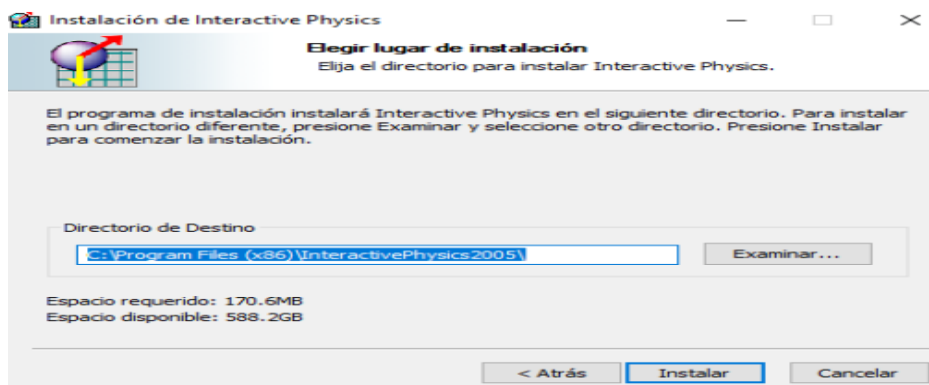 Instalación de Interactive Physics
Elegir lugar de instalación
Elija el directorio para instalar Interactive Physics.
El programa de instalación instalará Interactive Physics en el siguiente directorio. Para instalar
en un directorio diferente, presione Examinar y seleccione otro directorio. Presione Instalar
para comenzar la instalación.
Directorio de Destino
C:\Program Files (x86)\InteractivePhysics2005\
Examinar...
Espacio requerido: 170.6MB
Espacio disponible: 588.2GB
< Atrás
Instalar
Cancelar